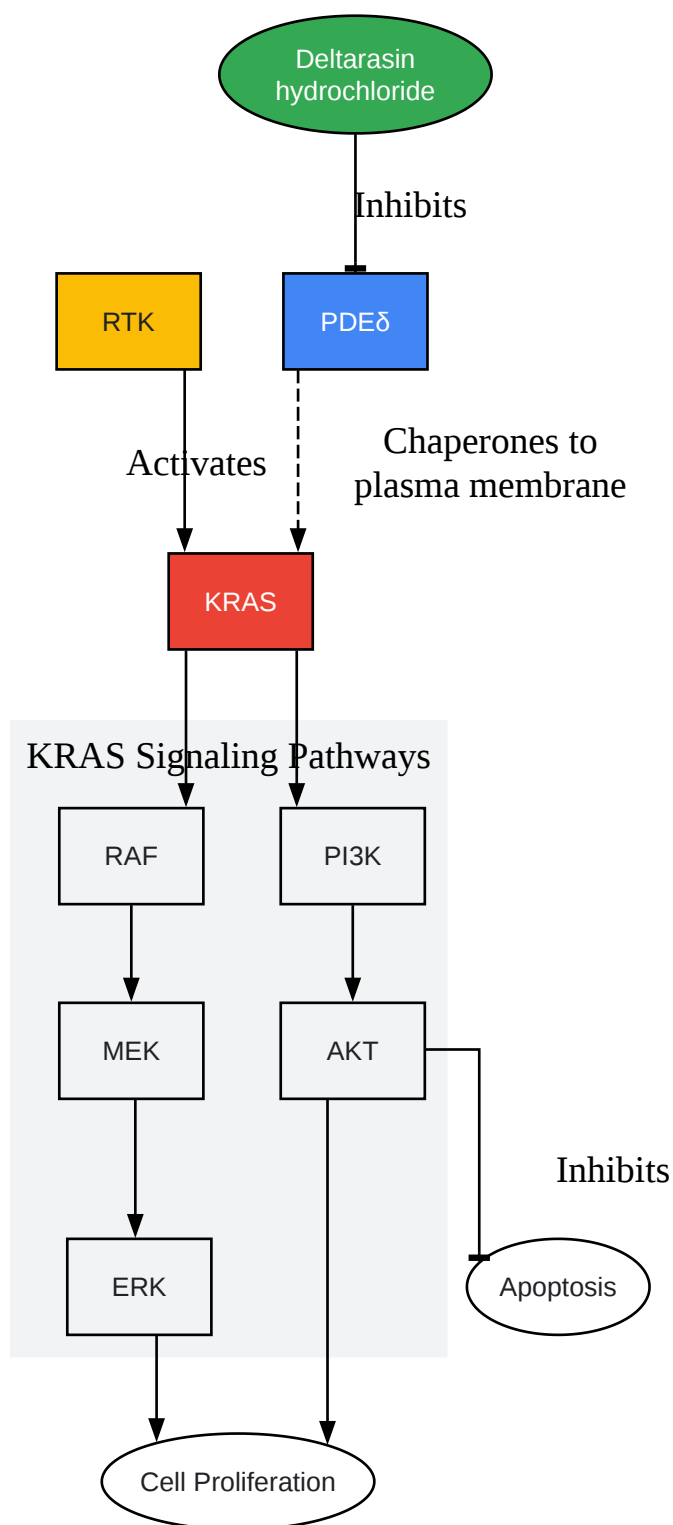 Deltarasin
hydrochloride
Inhibits
RTK
PDEδ
Activates
Chaperones to
plasma membrane
KRAS
KRAS Signaling Pathways
RAF
PI3K
MEK
AKT
Inhibits
ERK
Apoptosis
Cell Proliferation